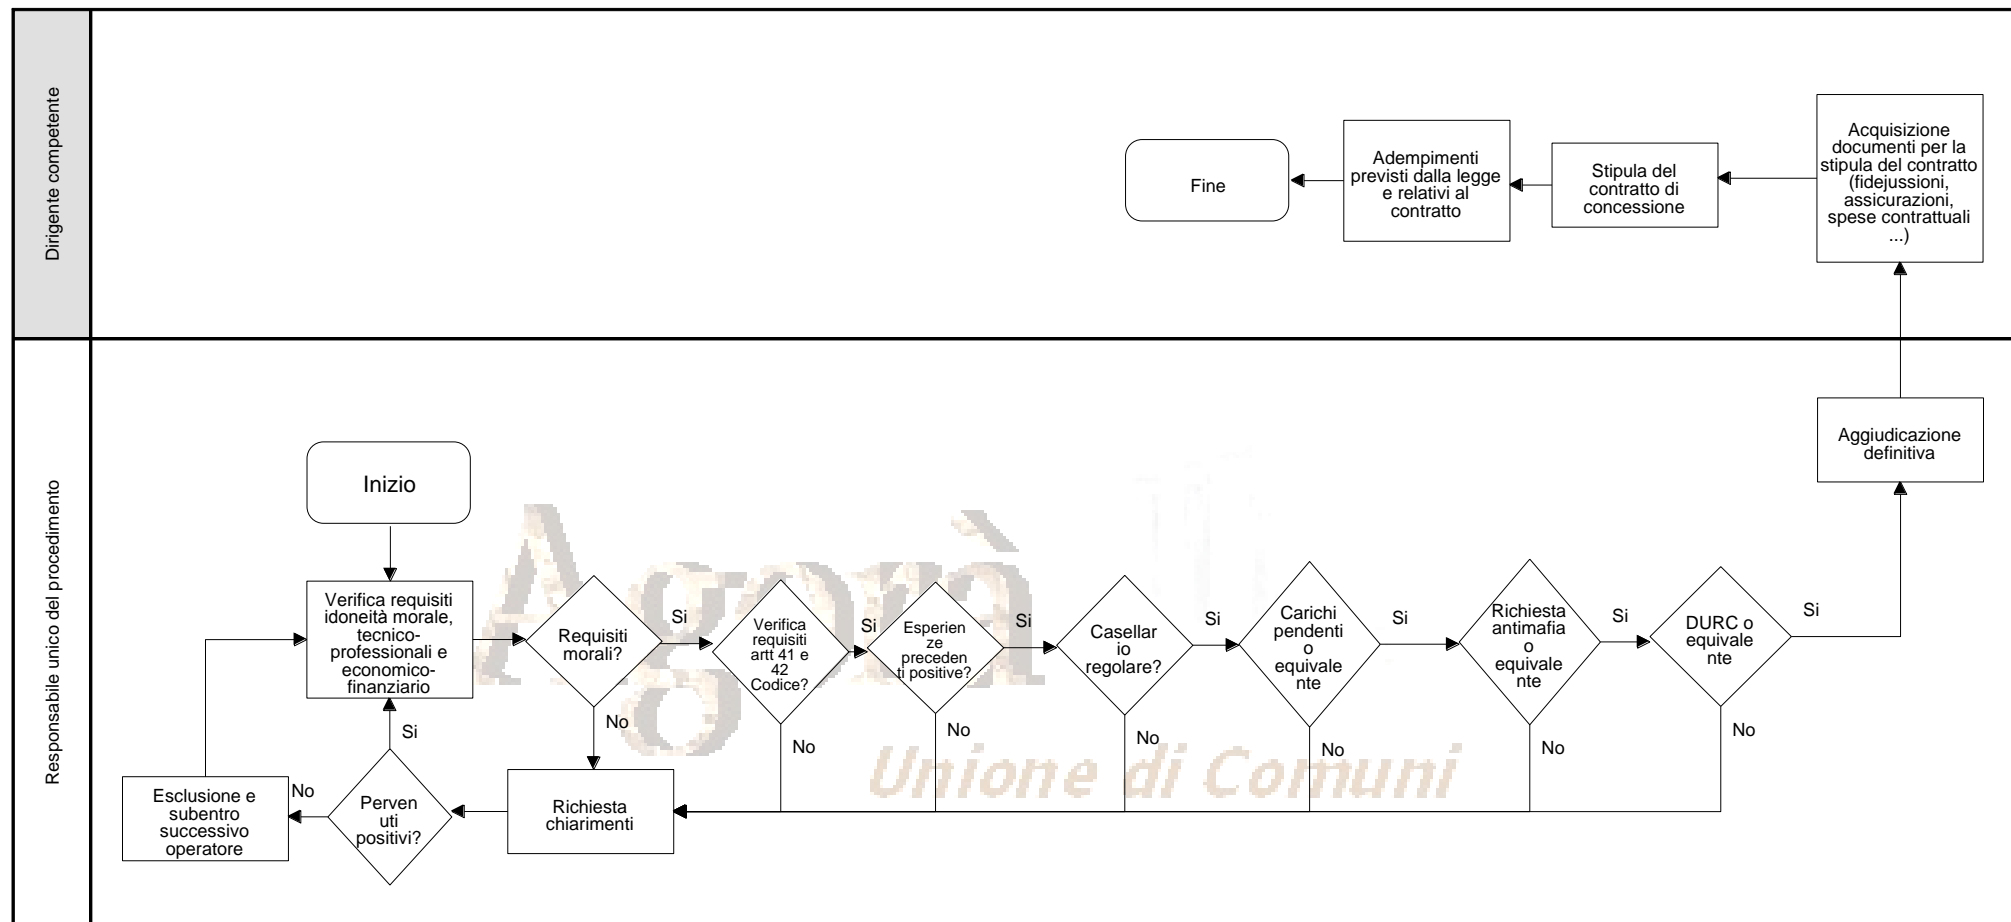 Dirigente competente
Fine
Adempimenti
previsti dalla legge
e relativi al
contratto
Stipula del
contratto di
concessione
Acquisizione
documenti per la
stipula del contratto
(fidejussioni,
assicurazioni,
spese contrattuali
...)
Responsabile unico del procedimento
Aggiudicazione
definitiva
Inizio
Verifica requisiti
idoneità morale,
tecnico-
professionali e
economico-
finanziario
Requisiti
morali?
Si
No
Verifica
requisiti
artt 41 e
42
Codice?
Si
No
Esperien
ze
preceden
ti positive?
Si
No
Casellar
io
regolare?
Si
No
Carichi
pendenti
o
equivale
nte
Si
No
Richiesta
antimafia
o
equivale
nte
Si
No
DURC o
equivale
nte
Si
No
Richiesta
chiarimenti
Perven
uti
positivi?
Si
No
Esclusione e
subentro
successivo
operatore
Agorà
Unione di Comuni